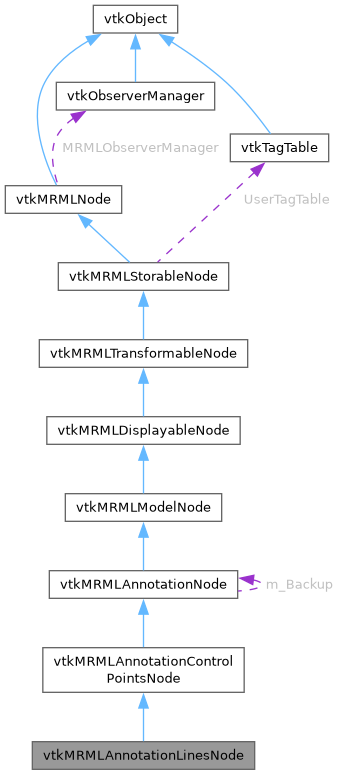 vtkObject
vtkObserverManager
MRMLObserverManager
vtkTagTable
vtkMRMLNode
UserTagTable
vtkMRMLStorableNode
vtkMRMLTransformableNode
vtkMRMLDisplayableNode
vtkMRMLModelNode
vtkMRMLAnnotationNode
m_Backup
vtkMRMLAnnotationControl
PointsNode
vtkMRMLAnnotationLinesNode